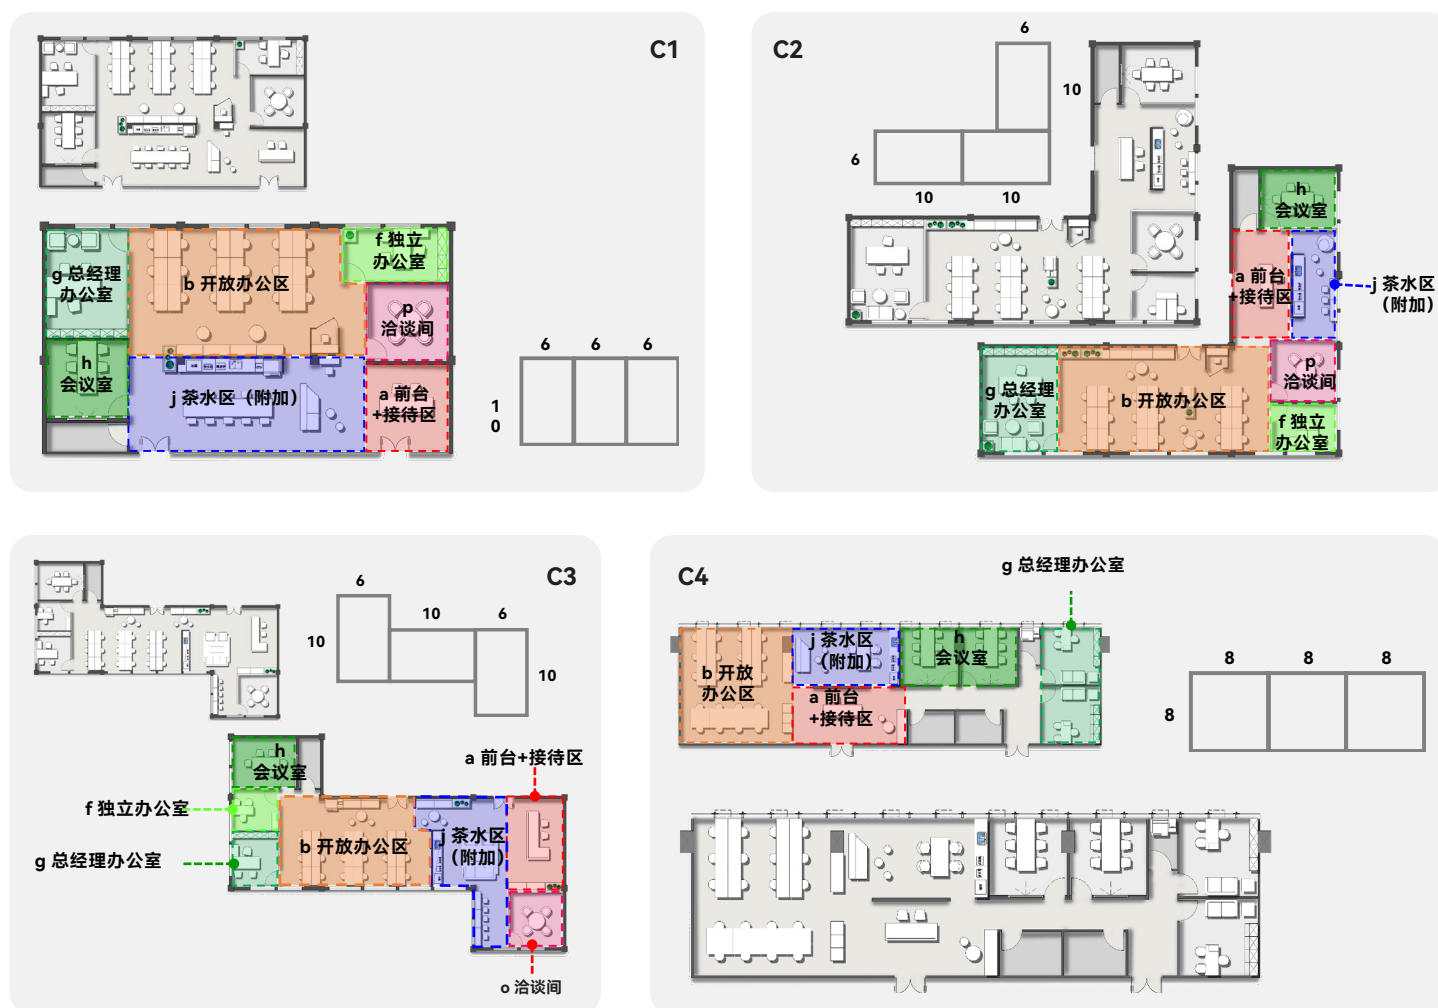 C1
f 独立
办公室
g 总经理
办公室
b 开放办公区
p
洽谈间
h
会议室
j 茶水区（附加）
a 前台
+接待区
6 6 6
1
0
C2
6
10
6
10 10
h
会议室
a 前台
+接待区
j 茶水区
（附加）
p
洽谈间
g 总经理
办公室
b 开放办公区
f 独立
办公室
C3
6
10 6
10
10
a 前台+接待区
h
会议室
f 独立办公室
b 开放办公区
j 茶水区
（附加）
g 总经理办公室
o 洽谈间
C4
g 总经理办公室
j 茶水区
（附加）
h
会议室
b 开放
办公区
a 前台
+接待区
8 8 8
8